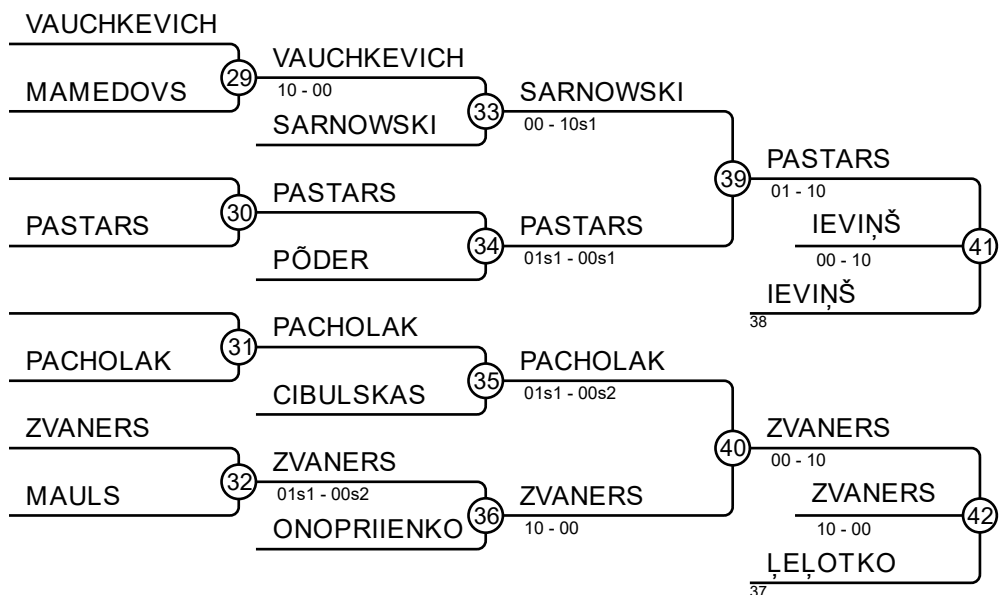 VAUCHKEVICH
MAMEDOVS
29
VAUCHKEVICH
10 - 00
SARNOWSKI
33
SARNOWSKI
00 - 10s1
PASTARS
30
PASTARS
PÕDER
34
PASTARS
01s1 - 00s1
39
PASTARS
01 - 10
IEVIŅŠ
00 - 10
41
IEVIŅŠ
38
PACHOLAK
31
PACHOLAK
CIBULSKAS
35
PACHOLAK
01s1 - 00s2
ZVANERS
MAULS
32
ZVANERS
01s1 - 00s2
ONOPRIIENKO
36
ZVANERS
10 - 00
40
ZVANERS
00 - 10
ZVANERS
10 - 00
42
ĻEĻOTKO
37